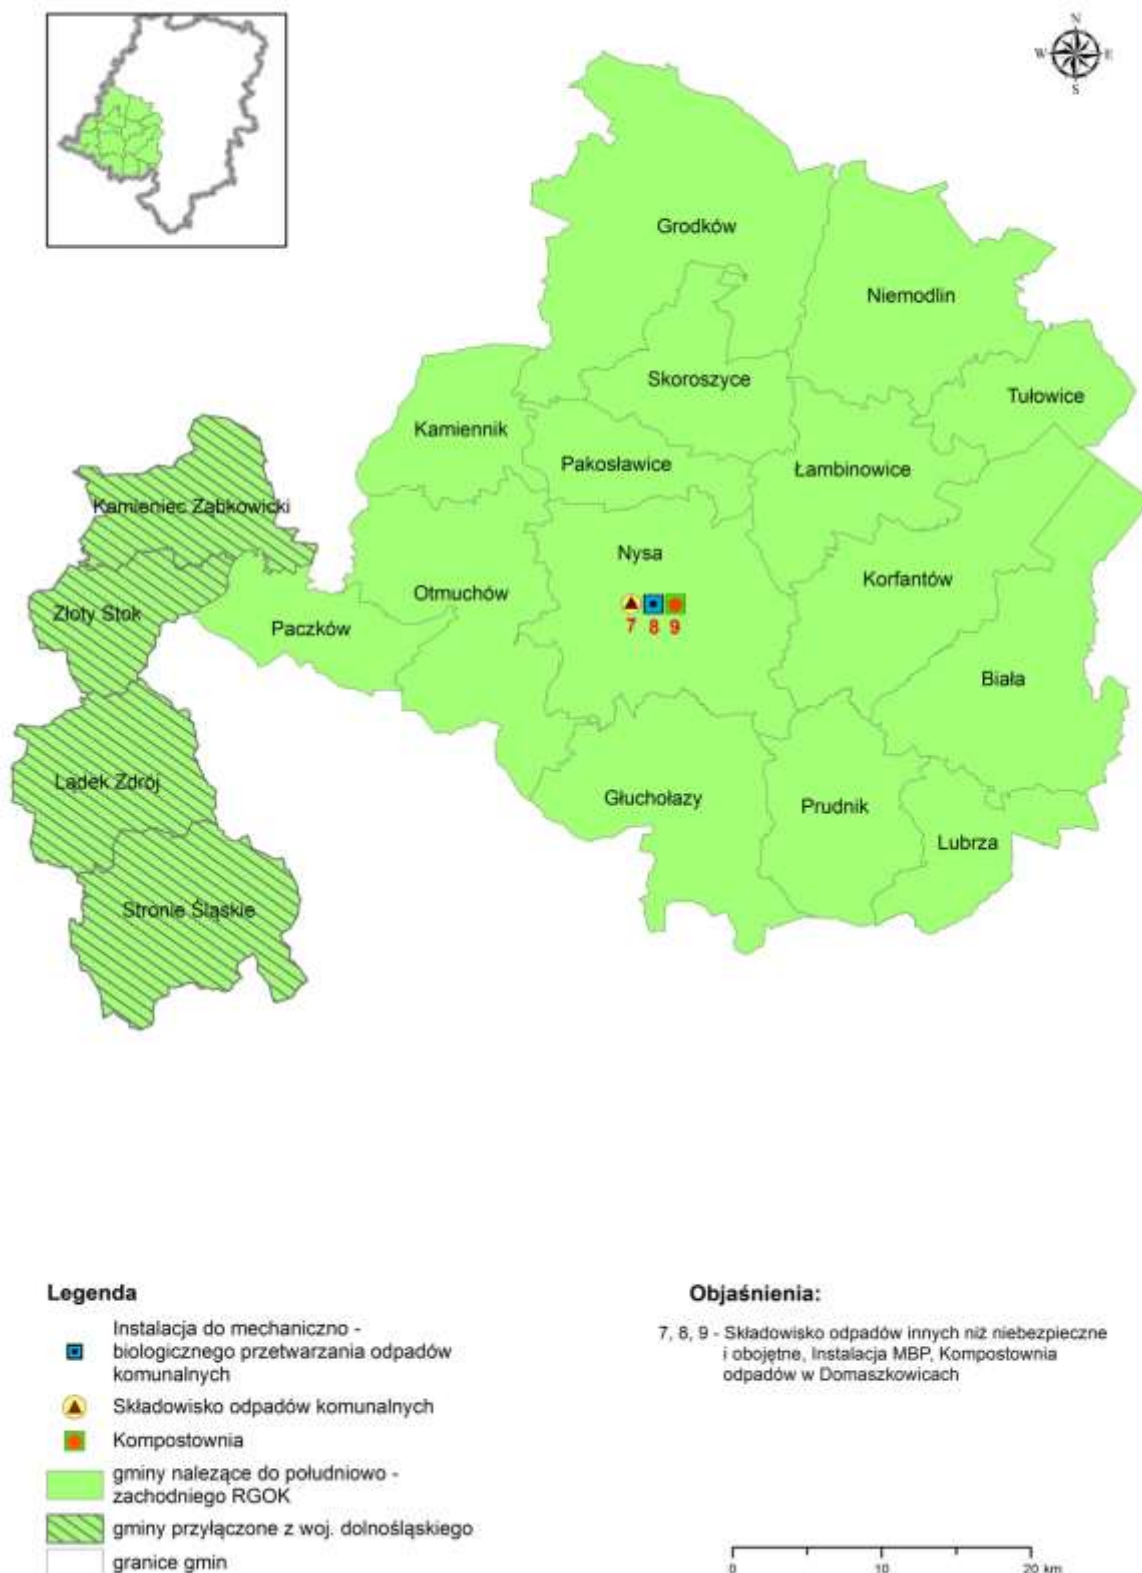 N
W E
S
Grodków
Niemodlin
Skoroszyce
Tułowice
Kamiennik
Pakosławice
Łambinowice
Kamieniec Ząbkowicki
Nysa
Korfantów
Otmuchów
Złoty Stok
Paczków
7 8 9
Biała
Lądek Zdrój
Głuchołazy
Prudnik
Lubrza
Stronie Śląskie
Legenda
Instalacja do mechaniczno -
biologicznego przetwarzania odpadów
komunalnych
Składowisko odpadów komunalnych
Kompostownia
gminy nalezące do południowo -
zachodniego RGOK
gminy przyłączone z woj. dolnośląskiego
granice gmin
Objaśnienia:
7, 8, 9 - Składowisko odpadów innych niż niebezpieczne
i obojętne, Instalacja MBP, Kompostownia
odpadów w Domaszkowicach
0 10 20 km